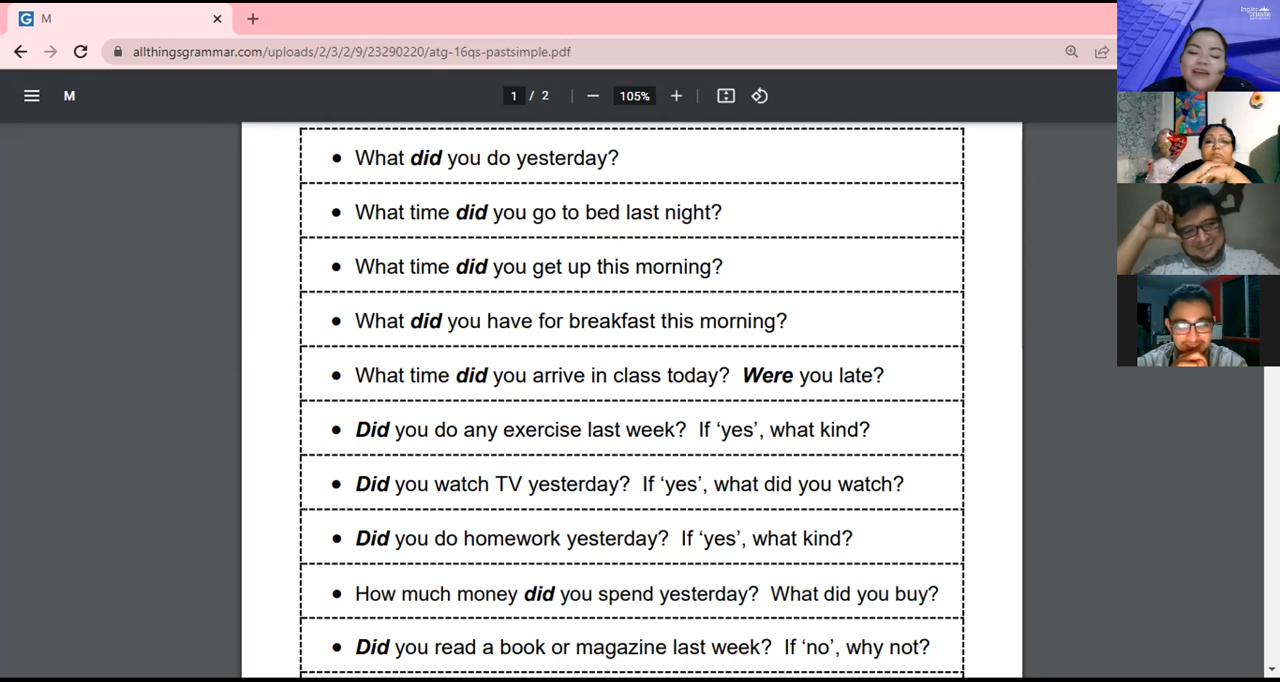 M
allthingsgrammar.com/uploads/2/3/2/9/23290220/atg-16qs-pastsimple.pdf
M
1 / 2
105%
• What did you do yesterday?
• What time did you go to bed last night?
• What time did you get up this morning?
• What did you have for breakfast this morning?
• What time did you arrive in class today? Were you late?
• Did you do any exercise last week? If ‘yes’, what kind?
• Did you watch TV yesterday? If ‘yes’, what did you watch?
• Did you do homework yesterday? If ‘yes’, what kind?
• How much money did you spend yesterday? What did you buy?
• Did you read a book or magazine last week? If ‘no’, why not?